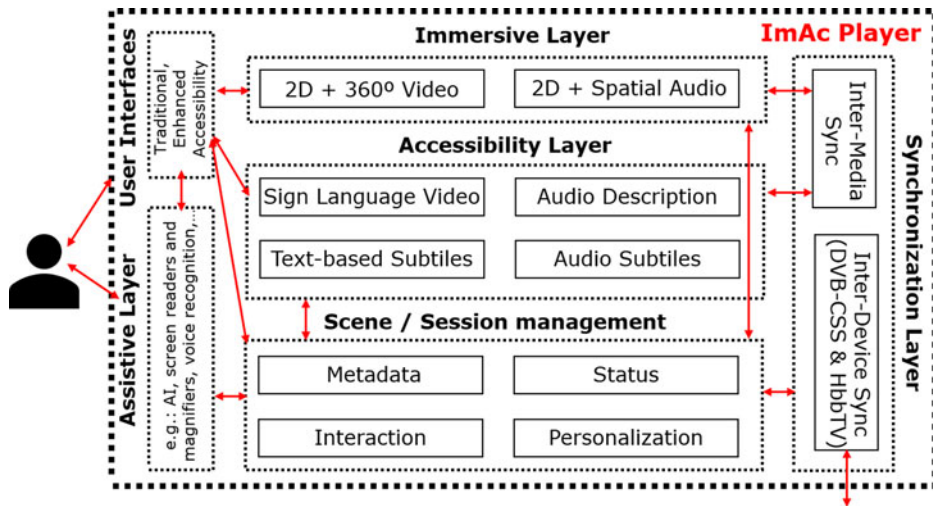 ImAc Player
User Interfaces
Traditional,
Enhanced
Accessibility
Immersive Layer
2D + 360º Video
2D + Spatial Audio
Accessibility Layer
Sign Language Video
Audio Description
Text-based Subtiles
Audio Subtiles
Assistive Layer
e.g.: AI, screen readers and
magnifiers, voice recognition,...
Scene / Session management
Metadata
Status
Interaction
Personalization
Inter-Media
Sync
Inter-Device Sync
(DVB-CSS & HbbTV)
Synchronization Layer